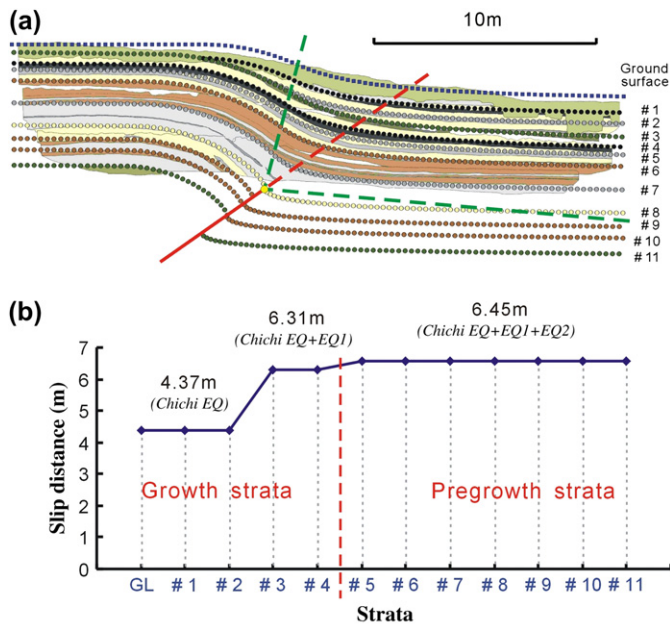 (a)
10m
Ground
surface
# 1
# 2
# 3
# 4
# 5
# 6
# 7
# 8
# 9
# 10
# 11
(b)
6.31m
(Chichi EQ+EQ1)
6.45m
(Chichi EQ+EQ1+EQ2)
4.37m
(Chichi EQ)
Growth strata
Pregrowth strata
Slip distance (m)
7
6
5
4
3
2
1
0
GL # 1 # 2 # 3 # 4 # 5 # 6 # 7 # 8 # 9 # 10 # 11
Strata